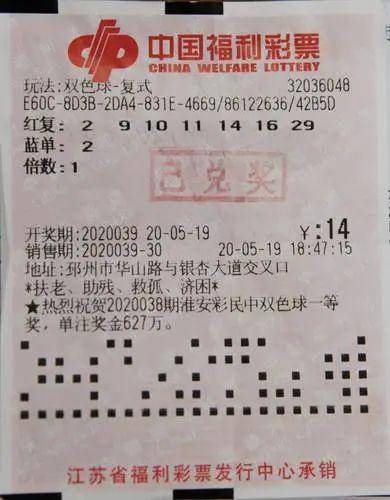 中国福利彩票
CHINA WELFARE LOTTERY
玩法:双色球-复式 32036048
E60C-8D3B-2DA4-831E-4669/86122636/42B5D
红复: 2 9 10 11 14 16 29
蓝单: 2
倍数:1
已兑奖
开奖期:2020039 20-05-19 ¥:14
销售期:2020039-30 20-05-19 18:47:15
地址:邳州市华山路与银杏大道交叉口
*扶老、助残、救孤、济困*
★热烈祝贺2020038期淮安彩民中双色球一等
奖,单注奖金627万。
江苏省福利彩票发行中心承销